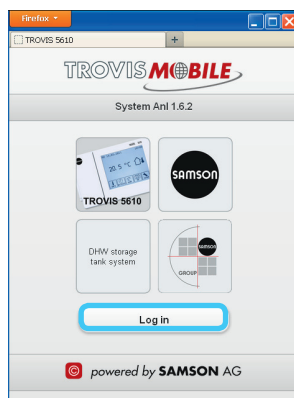 Firefox
TROVIS 5610
+
TROVIS MOBILE
System Anl 1.6.2
20.5 °C
TROVIS 5610
samson
DHW storage
tank system
SAMSON
GROUP
Log in
© powered by SAMSON AG